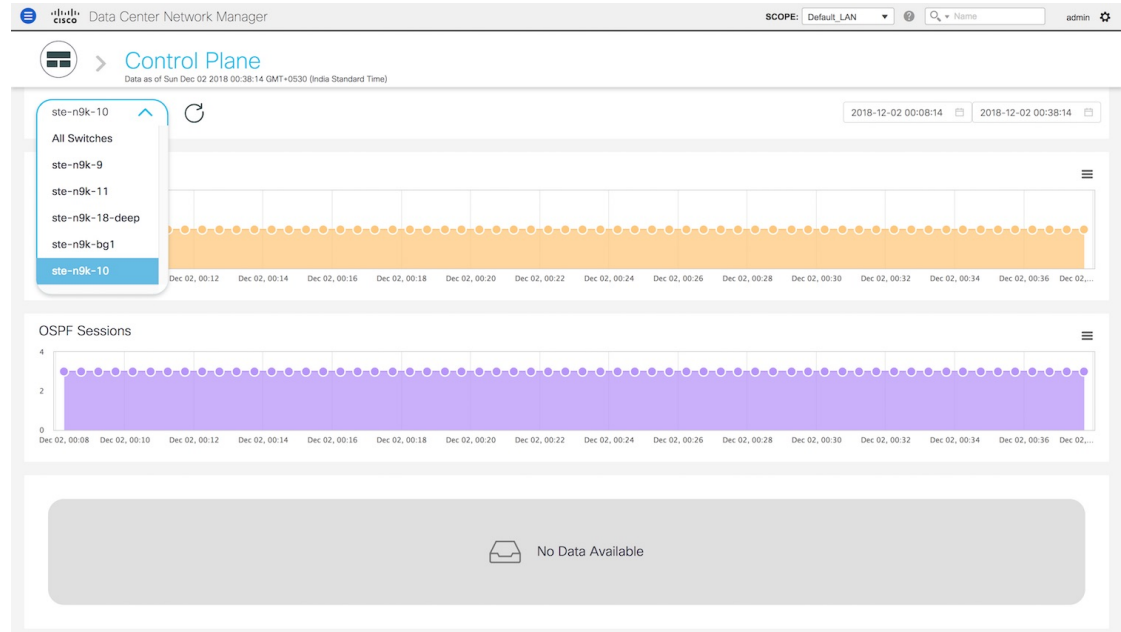 CISCO Data Center Network Manager SCOPE: Default_LAN Name admin
Control Plane
Data as of Sun Dec 02 2018 00:38:14 GMT+0530 (India Standard Time)
ste-n9k-10 2018-12-02 00:08:14 2018-12-02 00:38:14
All Switches
ste-n9k-9
ste-n9k-11
ste-n9k-18-deep
ste-n9k-bg1
ste-n9k-10
Dec 02, 00:12 Dec 02, 00:14 Dec 02, 00:16 Dec 02, 00:18 Dec 02, 00:20 Dec 02, 00:22 Dec 02, 00:24 Dec 02, 00:26 Dec 02, 00:28 Dec 02, 00:30 Dec 02, 00:32 Dec 02, 00:34 Dec 02, 00:36 Dec 02,...
OSPF Sessions
4
2
0
Dec 02, 00:08 Dec 02, 00:10 Dec 02, 00:12 Dec 02, 00:14 Dec 02, 00:16 Dec 02, 00:18 Dec 02, 00:20 Dec 02, 00:22 Dec 02, 00:24 Dec 02, 00:26 Dec 02, 00:28 Dec 02, 00:30 Dec 02, 00:32 Dec 02, 00:34 Dec 02, 00:36 Dec 02,...
No Data Available